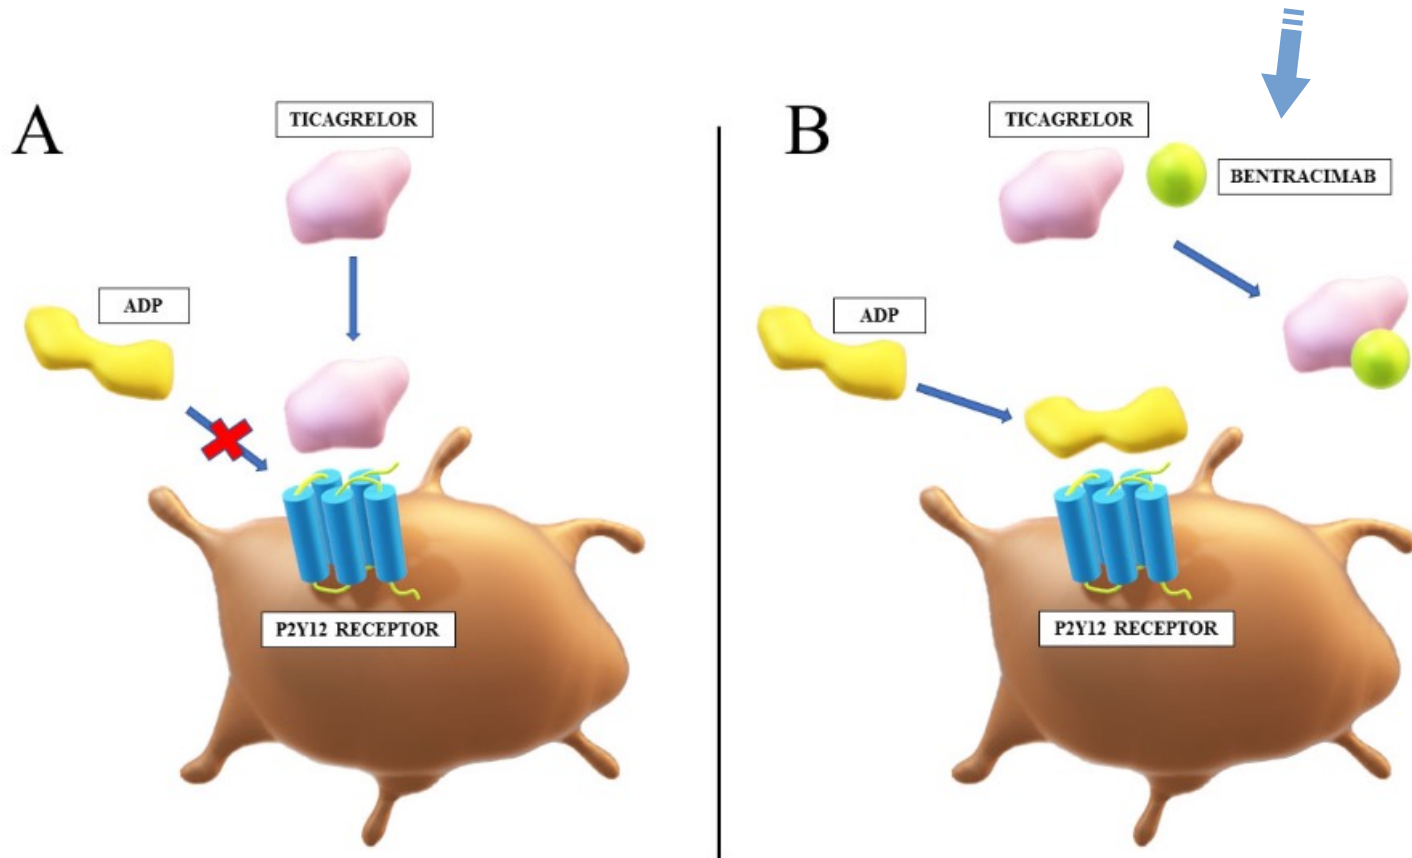 A
TICAGRELOR
ADP
P2Y12 RECEPTOR
B
TICAGRELOR
BENTRACIMAB
ADP
P2Y12 RECEPTOR